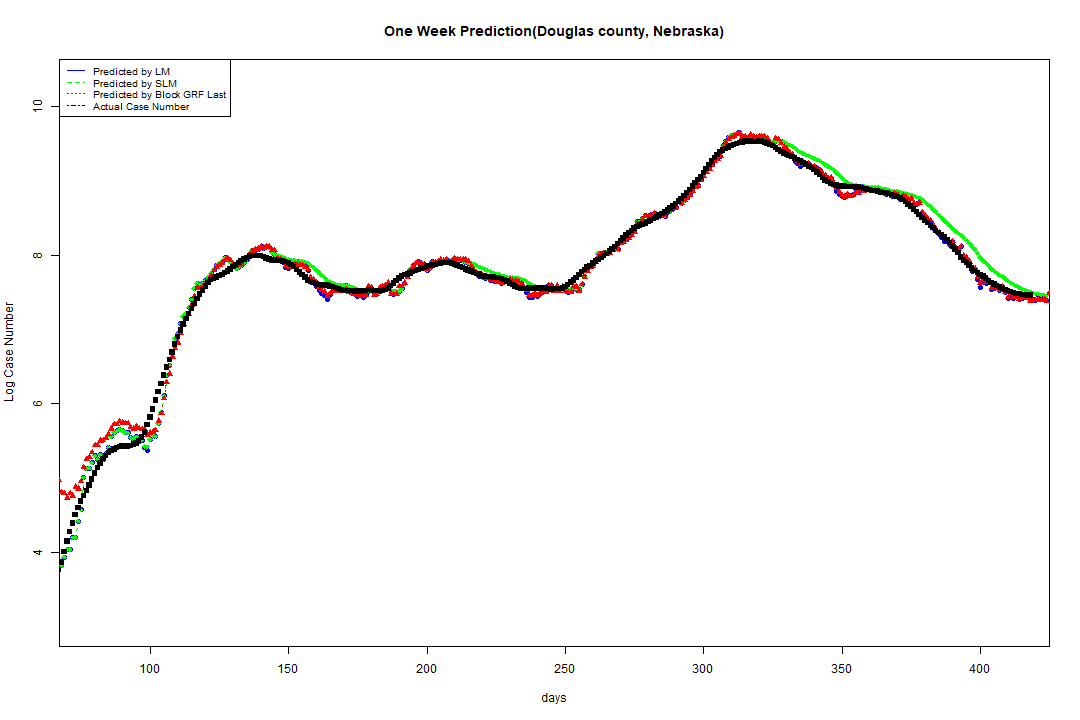 One Week Prediction(Douglas county, Nebraska)
Predicted by LM
Predicted by SLM
Predicted by Block GRF Last
Actual Case Number
10
8
6
4
Log Case Number
100 150 200 250 300 350 400
days